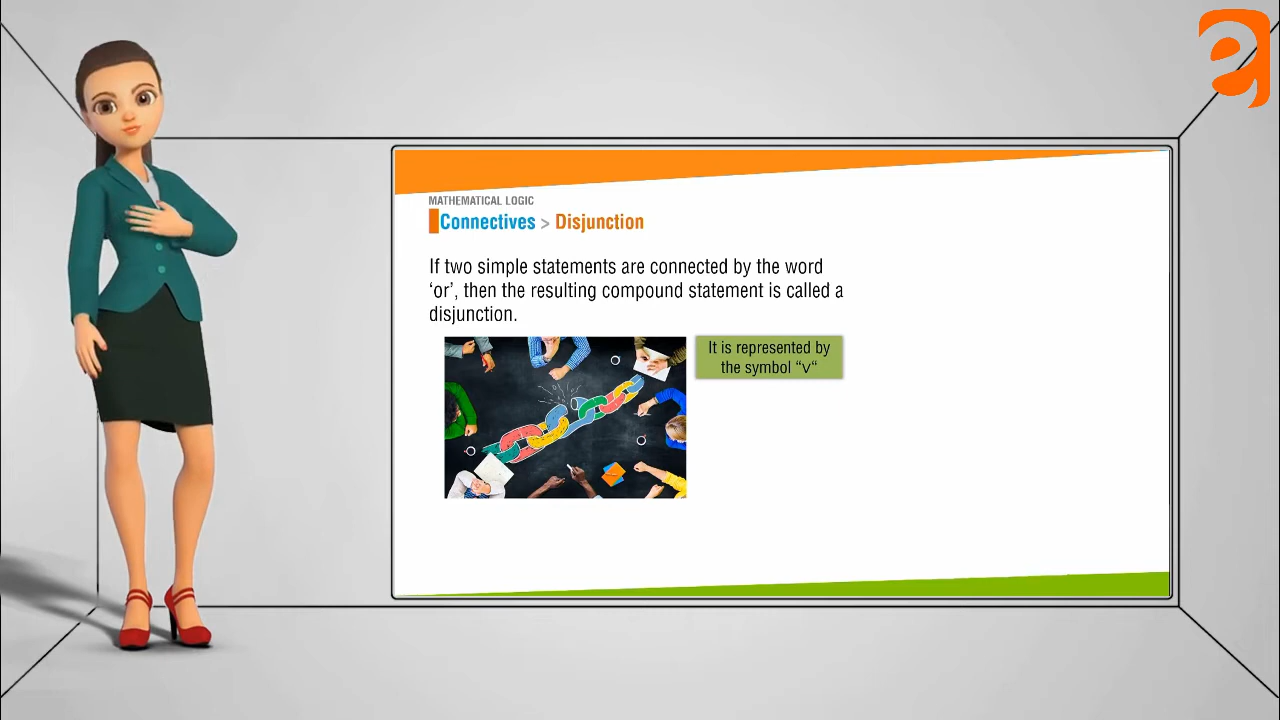 MATHEMATICAL LOGIC
Connectives > Disjunction
If two simple statements are connected by the word
‘or’, then the resulting compound statement is called a
disjunction.
It is represented by
the symbol “v“